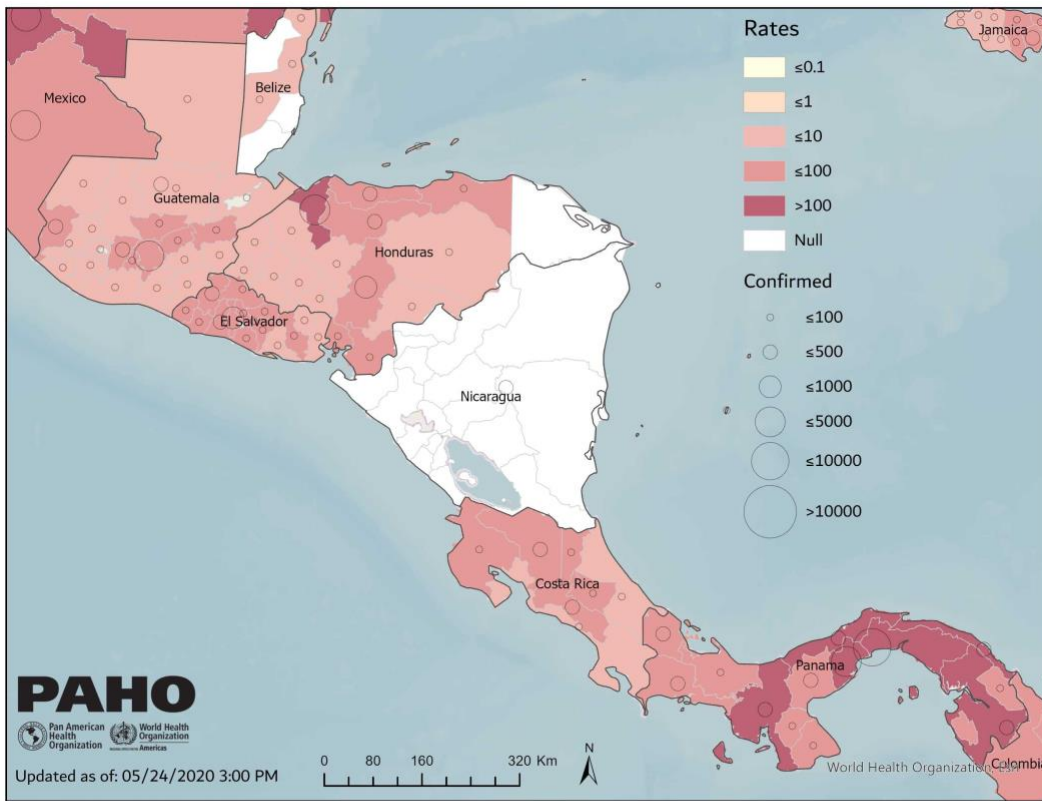 Rates
≤0.1
≤1
≤10
≤100
>100
Null
Confirmed
≤100
≤500
≤1000
≤5000
≤10000
>10000
Jamaica
Mexico
Belize
Guatemala
Honduras
El Salvador
Nicaragua
Costa Rica
Panama
Colombia
PAHO
Pan American
Health
Organization
World Health
Organization
Americas
Updated as of: 05/24/2020 3:00 PM
0 80 160 320 Km
N
World Health Organization, Esri